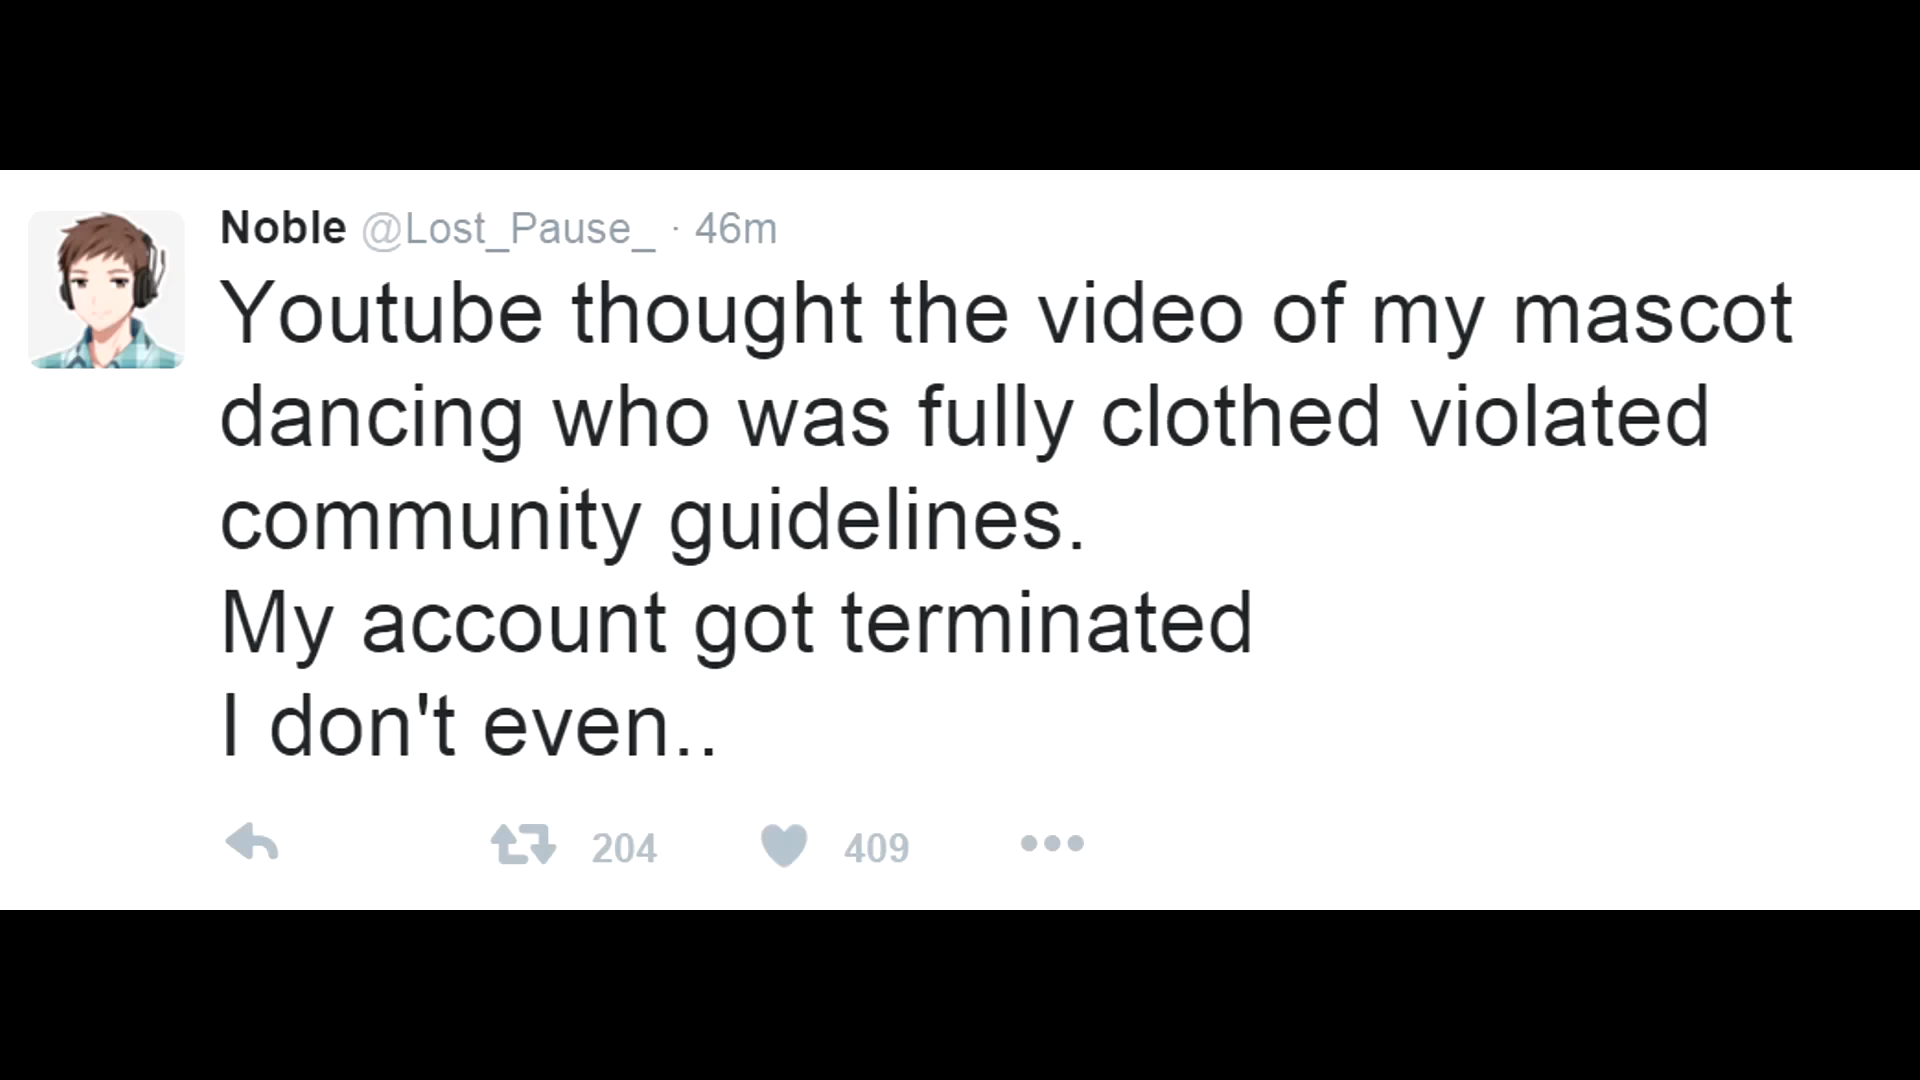 Noble @Lost_Pause_ · 46m
Youtube thought the video of my mascot
dancing who was fully clothed violated
community guidelines.
My account got terminated
I don't even..
204 409